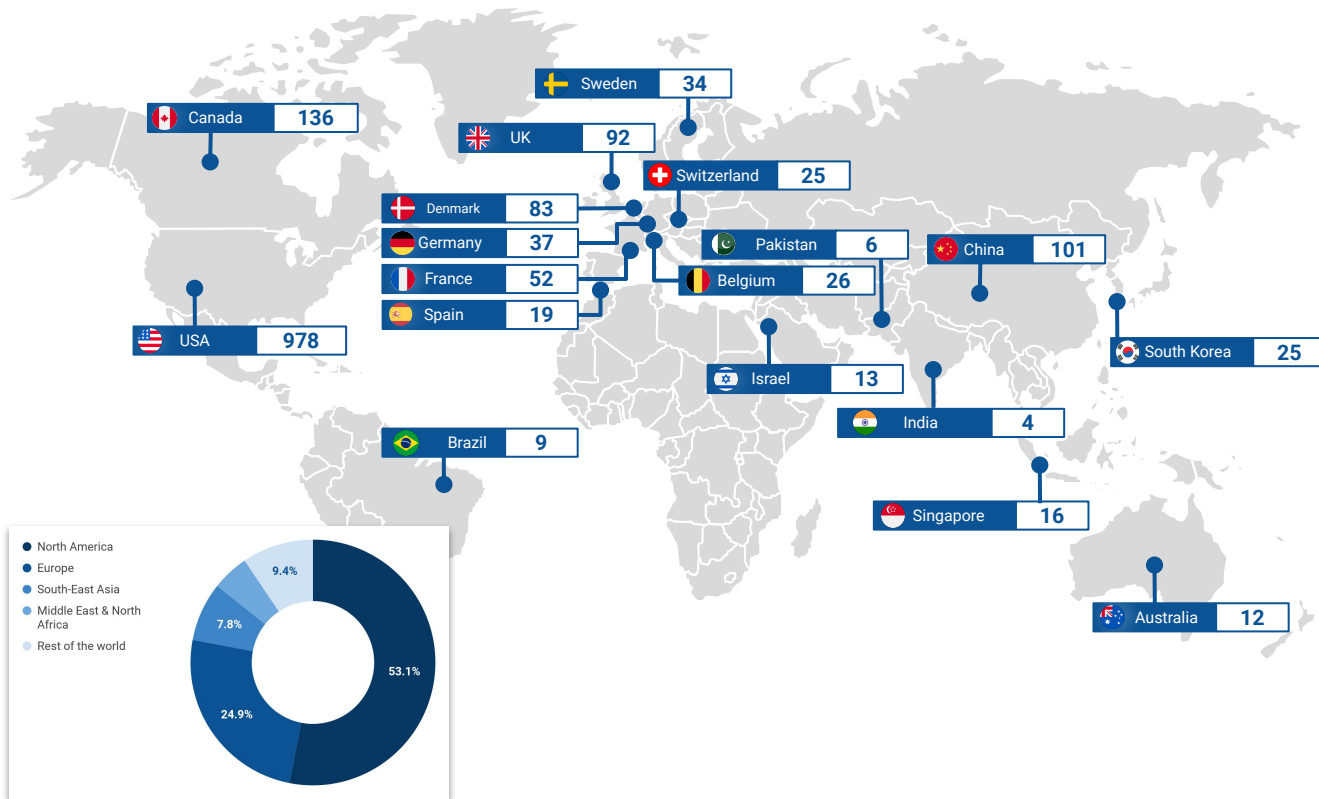 Sweden 34
Canada 136
UK 92
Switzerland 25
Denmark 83
Germany 37
Pakistan 6
China 101
France 52
Belgium 26
Spain 19
USA 978
South Korea 25
Israel 13
India 4
Brazil 9
Singapore 16
Australia 12
North America
Europe
South-East Asia
Middle East & North
Africa
Rest of the world
9.4%
7.8%
53.1%
24.9%